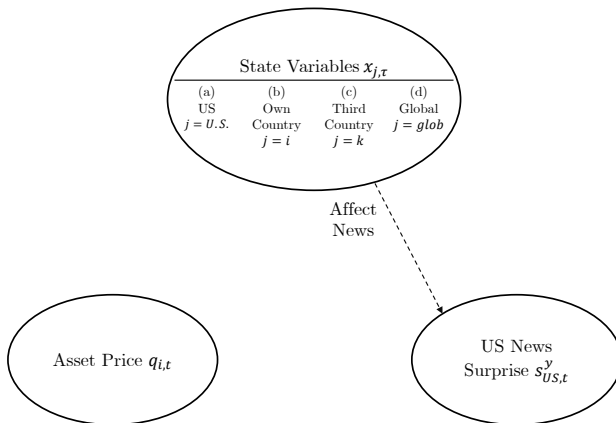 State Variables x_{j,τ}
(a) (b) (c) (d)
US Own Third Global
j = U.S. Country Country j = glob
j = i j = k
Affect
News
Asset Price q_{i,t}
US News
Surprise s^y_{US,t}